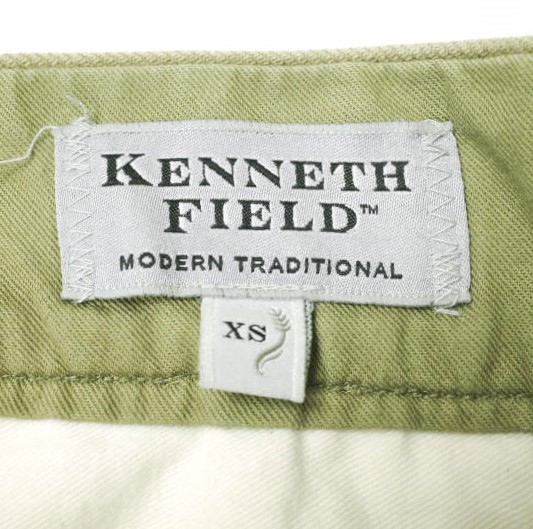 KENNETH
FIELD™
MODERN TRADITIONAL
XS